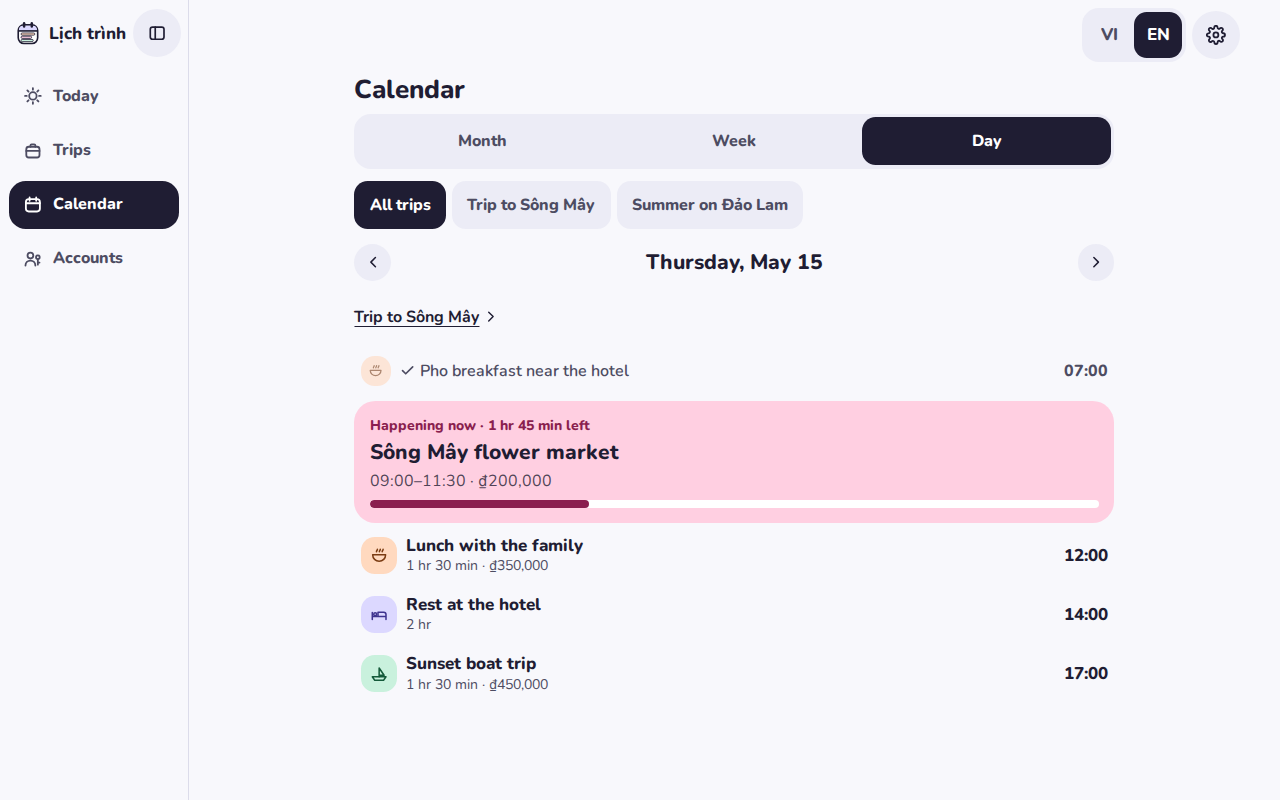 Lịch trình
VI
EN
Today
Trips
Calendar
Accounts
Calendar
Month
Week
Day
All trips
Trip to Sông Mây
Summer on Đảo Lam
Thursday, May 15
Trip to Sông Mây
Pho breakfast near the hotel
07:00
Happening now · 1 hr 45 min left
Sông Mây flower market
09:00–11:30 · ₫200,000
Lunch with the family
1 hr 30 min · ₫350,000
12:00
Rest at the hotel
2 hr
14:00
Sunset boat trip
1 hr 30 min · ₫450,000
17:00